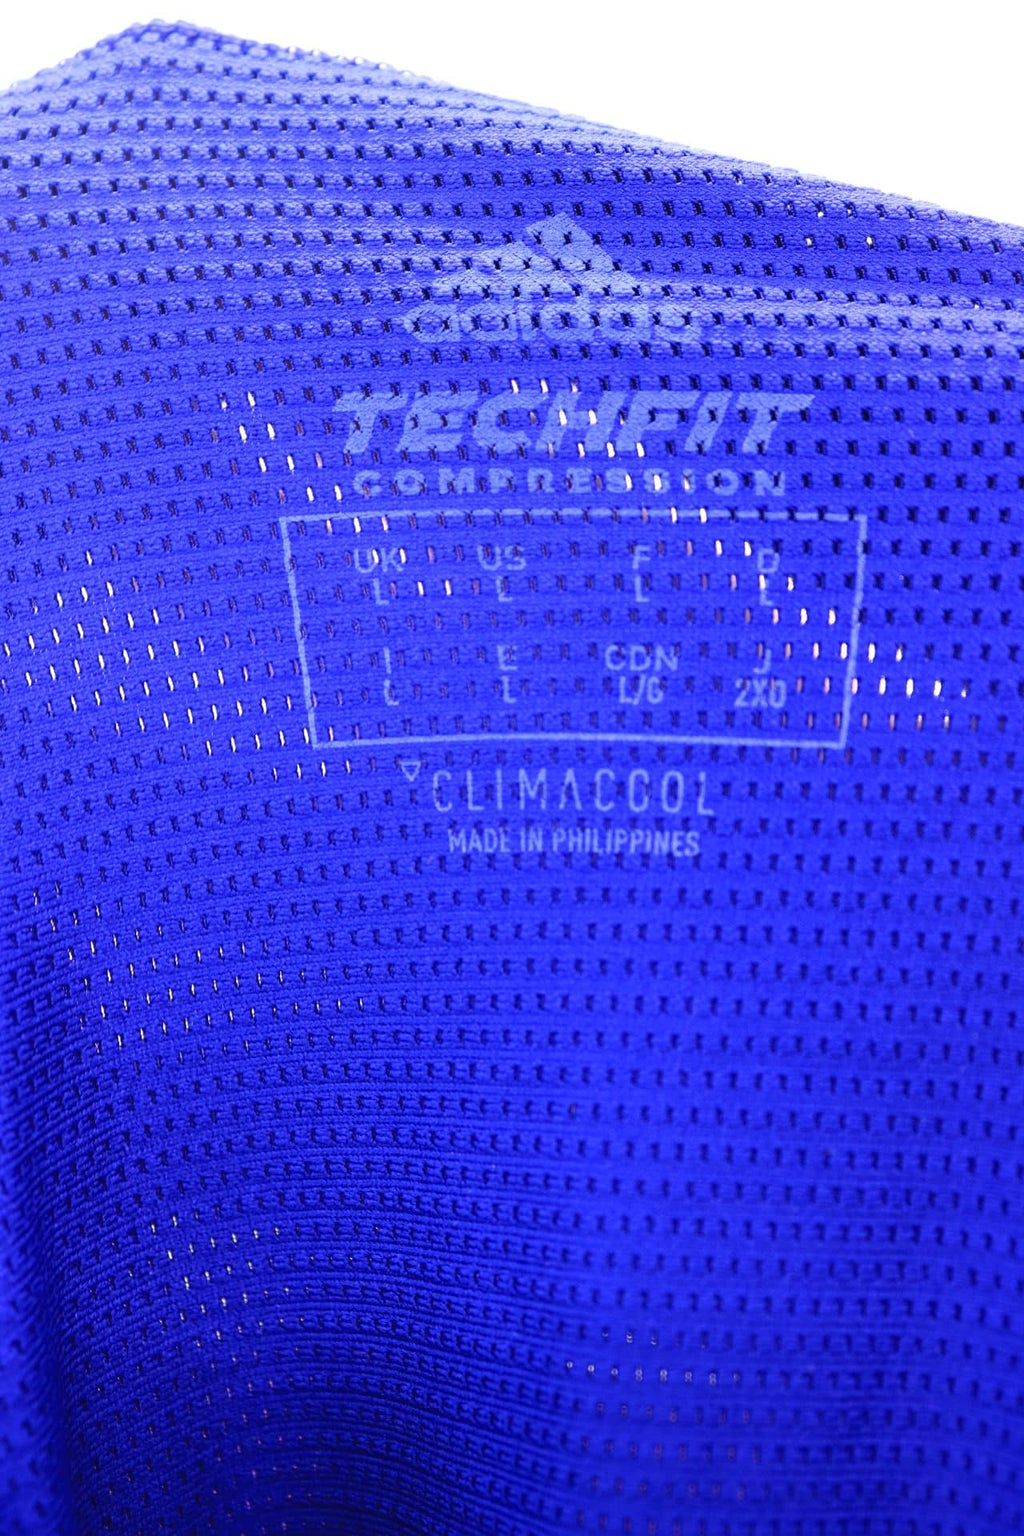 adidas
TECHFIT
COMPRESSION
UK US F D
L L L L
I E CDN J
L L L/G 2XO
CLIMACOOL
MADE IN PHILIPPINES